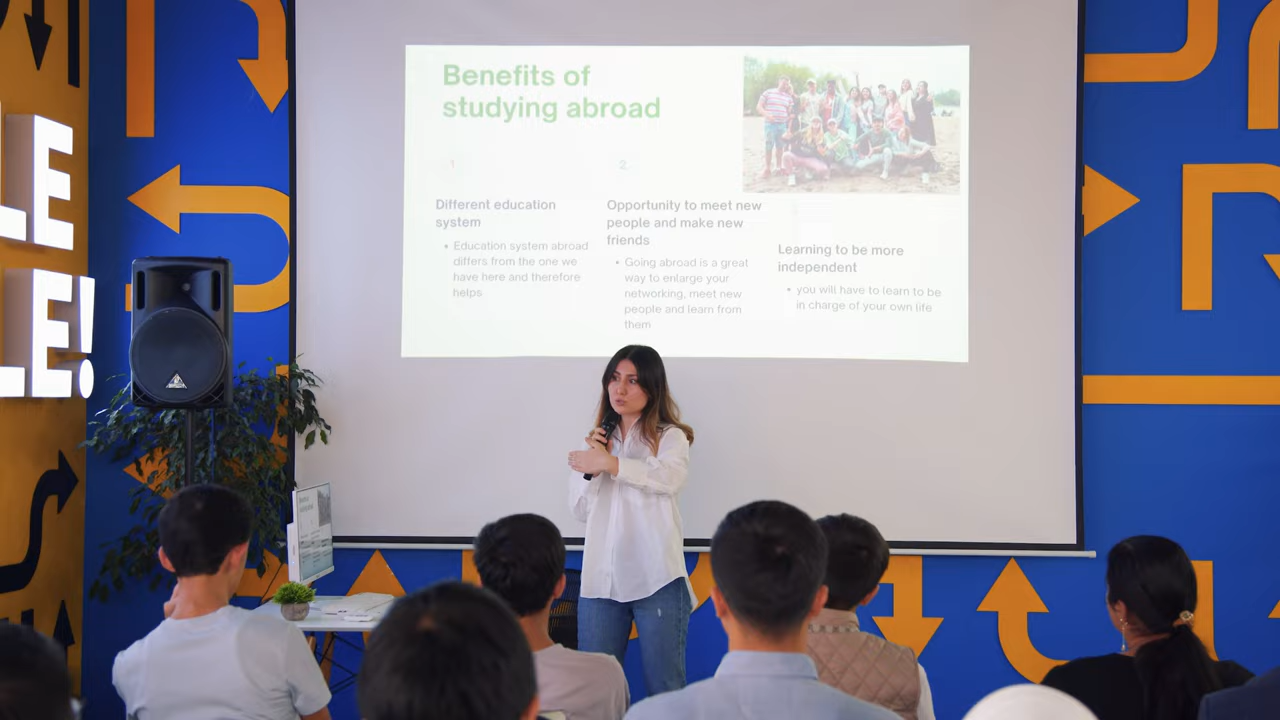 LE
LE!
Benefits of
studying abroad
1
2
Different education
system
• Education system abroad
differs from the one we
have here and therefore
helps
Opportunity to meet new
people and make new
friends
• Going abroad is a great
way to enlarge your
networking, meet new
people and learn from
them
Learning to be more
independent
• you will have to learn to be
in charge of your own life